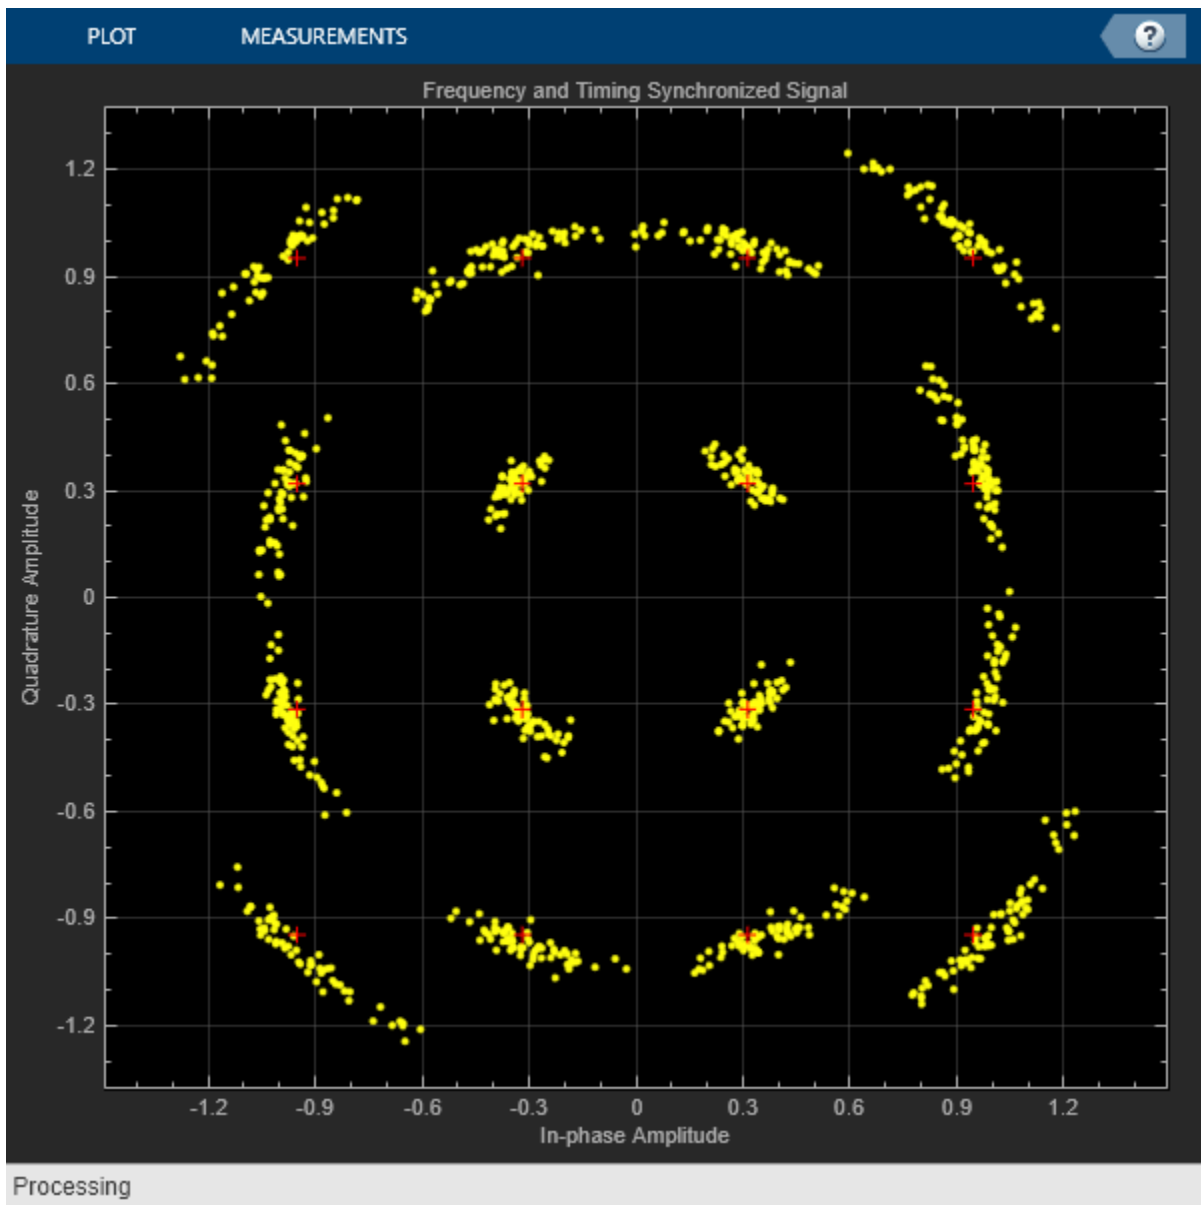 PLOT MEASUREMENTS ?
Frequency and Timing Synchronized Signal
1.2
0.9
0.6
0.3
0
-0.3
-0.6
-0.9
-1.2
Quadrature Amplitude
-1.2 -0.9 -0.6 -0.3 0 0.3 0.6 0.9 1.2
In-phase Amplitude
Processing